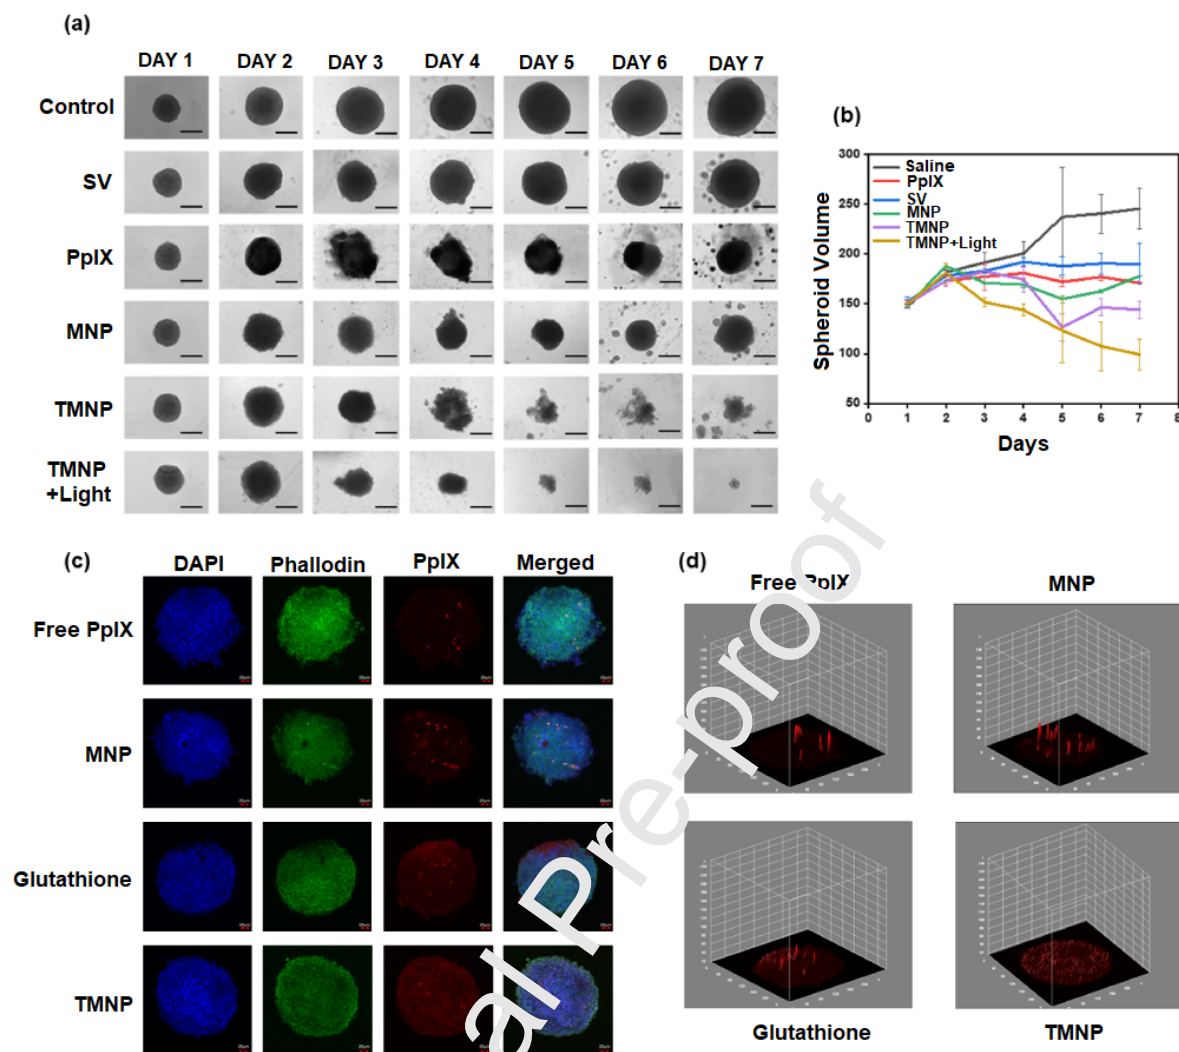 (a)
DAY 1 DAY 2 DAY 3 DAY 4 DAY 5 DAY 6 DAY 7
Control
SV
PpIX
MNP
TMNP
TMNP
+Light
(b)
300
250
200
150
100
50
0 1 2 3 4 5 6 7 8
Spheroid Volume
Days
Saline
PpIX
SV
MNP
TMNP
TMNP+Light
(c)
DAPI Phallodin PpIX Merged
Free PpIX
MNP
Glutathione
TMNP
(d)
Free PpIX MNP
Glutathione TMNP
al Pre-proof